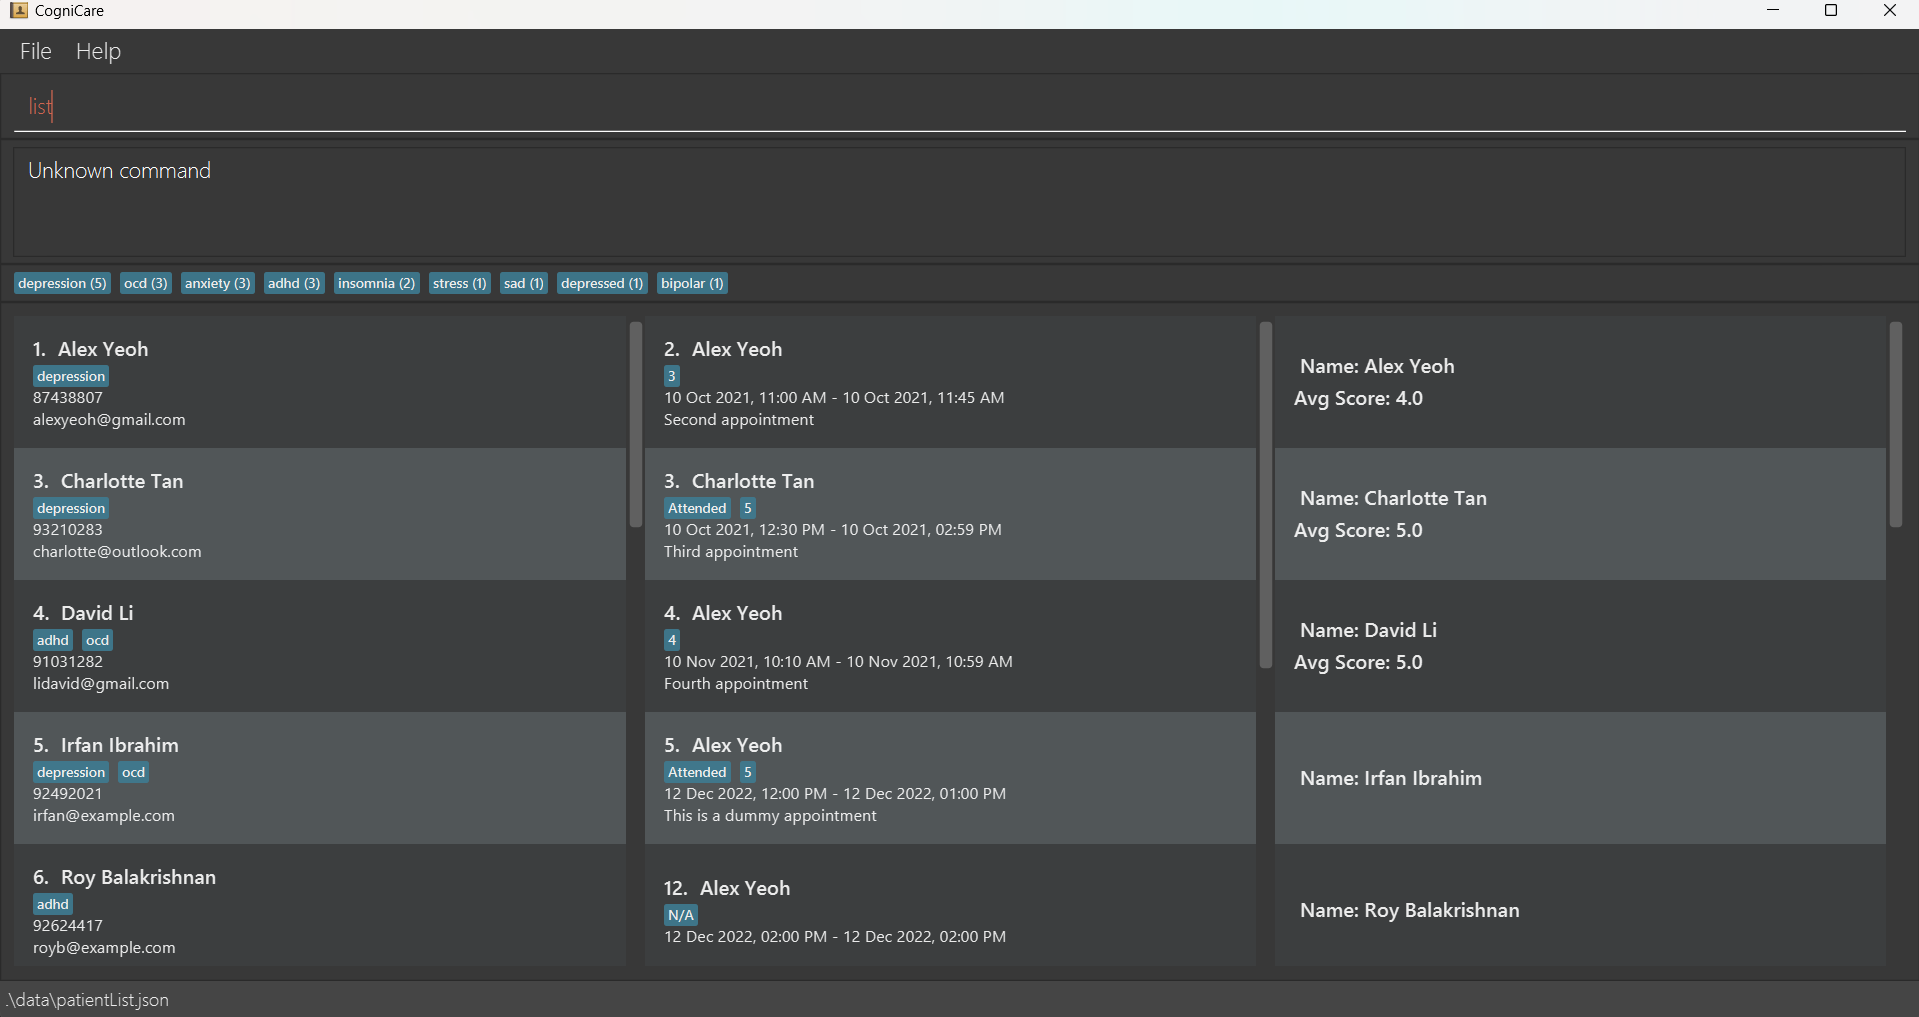 CogniCare
File Help
list
Unknown command
depression (5) ocd (3) anxiety (3) adhd (3) insomnia (2) stress (1) sad (1) depressed (1) bipolar (1)
1. Alex Yeoh
depression
87438807
alexyeoh@gmail.com
3. Charlotte Tan
depression
93210283
charlotte@outlook.com
4. David Li
adhd ocd
91031282
lidavid@gmail.com
5. Irfan Ibrahim
depression ocd
92492021
irfan@example.com
6. Roy Balakrishnan
adhd
92624417
royb@example.com
2. Alex Yeoh
3
10 Oct 2021, 11:00 AM - 10 Oct 2021, 11:45 AM
Second appointment
3. Charlotte Tan
Attended 5
10 Oct 2021, 12:30 PM - 10 Oct 2021, 02:59 PM
Third appointment
4. Alex Yeoh
4
10 Nov 2021, 10:10 AM - 10 Nov 2021, 10:59 AM
Fourth appointment
5. Alex Yeoh
Attended 5
12 Dec 2022, 12:00 PM - 12 Dec 2022, 01:00 PM
This is a dummy appointment
12. Alex Yeoh
N/A
12 Dec 2022, 02:00 PM - 12 Dec 2022, 02:00 PM
Name: Alex Yeoh
Avg Score: 4.0
Name: Charlotte Tan
Avg Score: 5.0
Name: David Li
Avg Score: 5.0
Name: Irfan Ibrahim
Name: Roy Balakrishnan
.\data\patientList.json